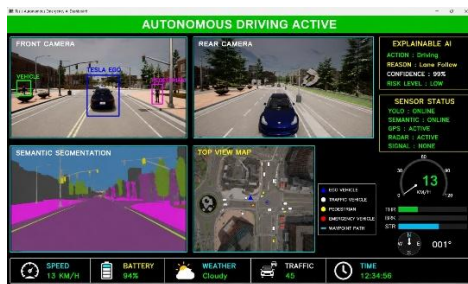 AUTONOMOUS DRIVING ACTIVE
FRONT CAMERA
VEHICLE
TESLA EGO
REAR CAMERA
EXPLAINABLE AI
ACTION : Driving
REASON : Lane Follow
CONFIDENCE : 99%
RISK LEVEL : LOW
SENSOR STATUS
YOLO : ONLINE
SEMANTIC : ONLINE
GPS : ACTIVE
RADAR : ACTIVE
SIGNAL : NONE
SEMANTIC SEGMENTATION
TOP VIEW MAP
EGO VEHICLE
TRAFFIC VEHICLE
PEDESTRIAN
EMERGENCY VEHICLE
WAYPOINT PATH
13
KM/H
THR
BRK
STR
001°
SPEED
13 KM/H
BATTERY
94%
WEATHER
Cloudy
TRAFFIC
45
TIME
12:34:56